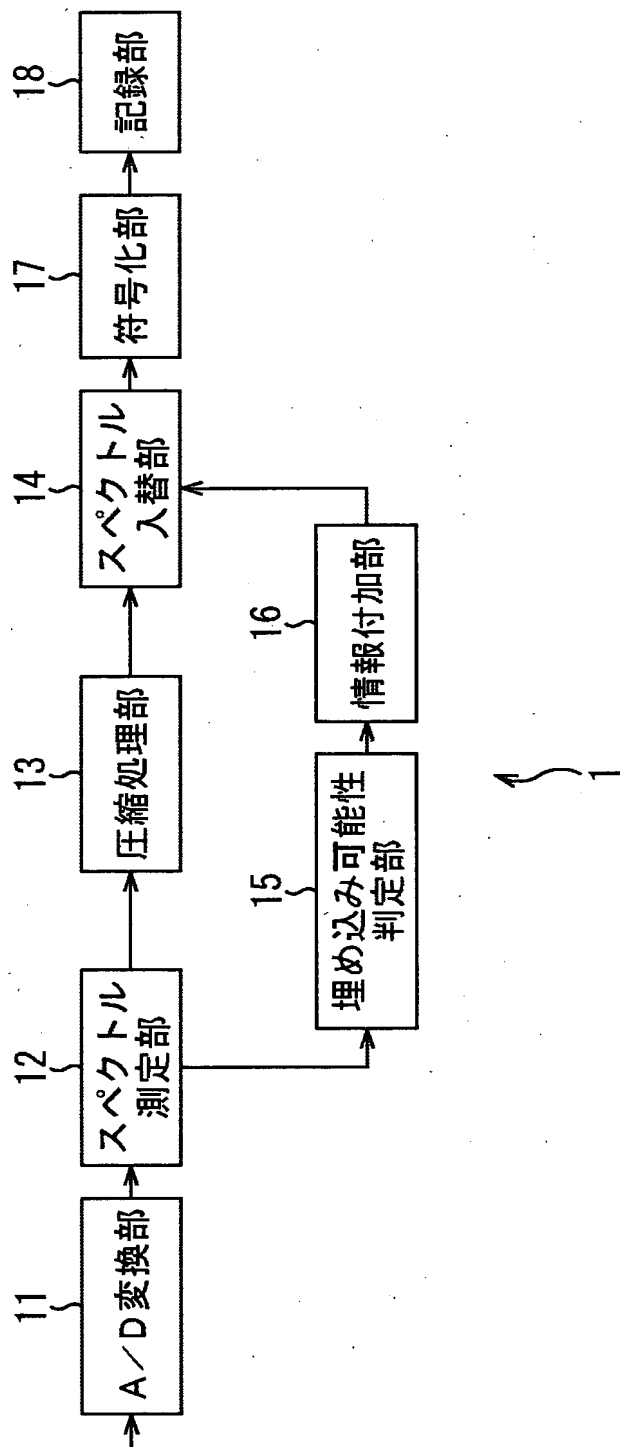 11
A/D変換部
12
スペクトル
測定部
13
圧縮処理部
14
スペクトル
入替部
17
符号化部
18
記録部
15
埋め込み可能性
判定部
16
情報付加部
1